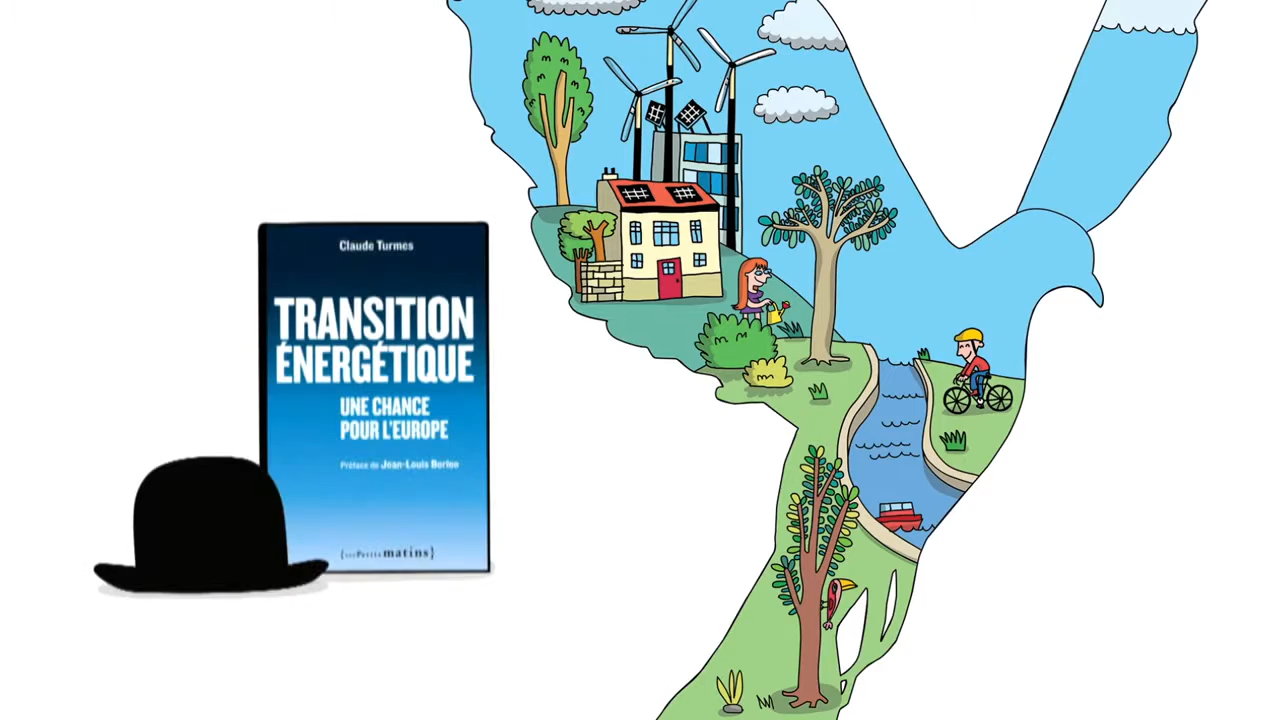 Claude Turmes
TRANSITION
ÉNERGÉTIQUE
UNE CHANCE
POUR L'EUROPE
Préface de Jean-Louis Borloo
{Les Petits matins}